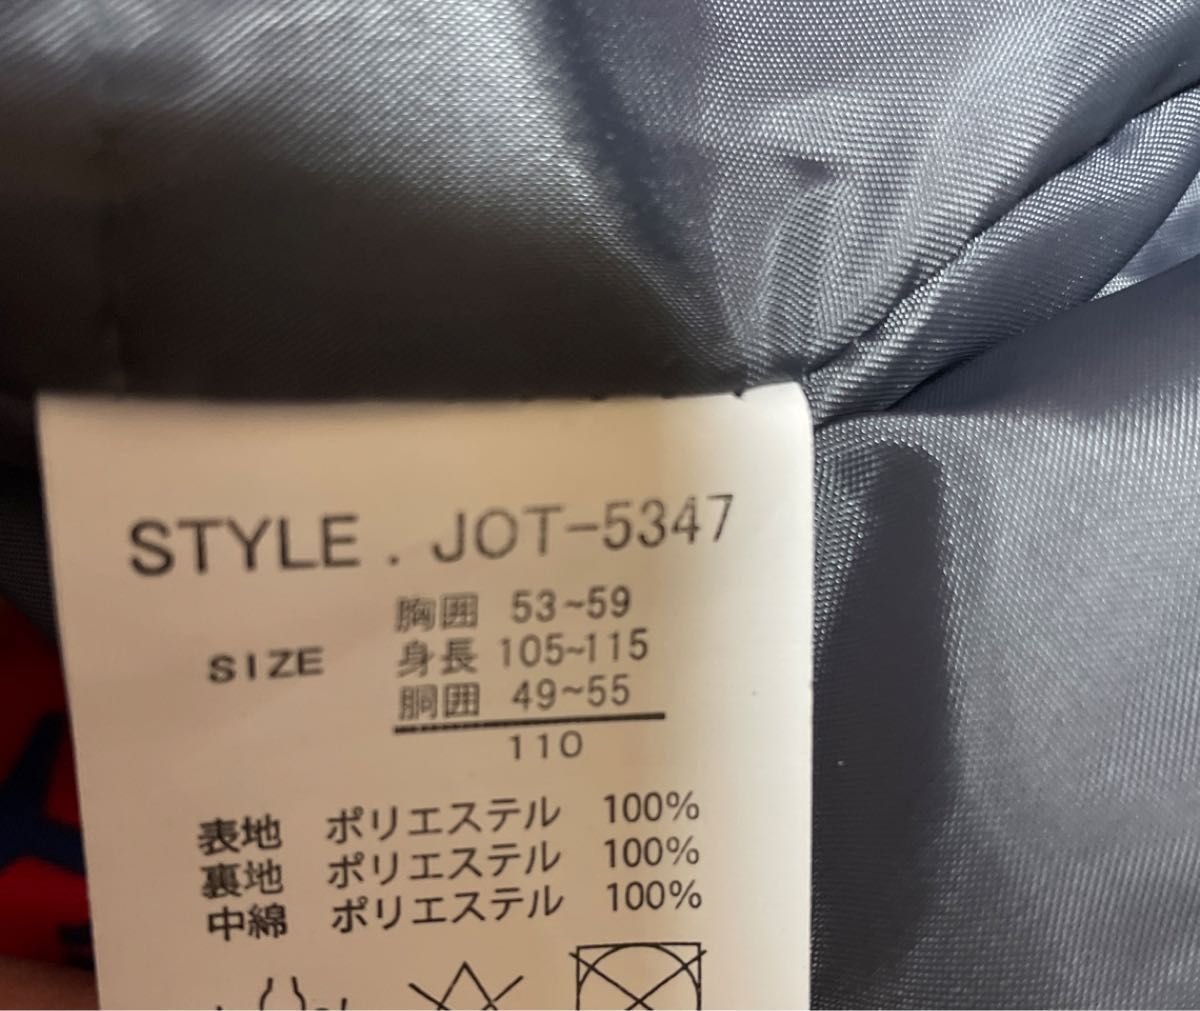 STYLE . JOT-5347
胸囲 53~59
SIZE 身長 105~115
胴囲 49~55
110
表地 ポリエステル 100%
裏地 ポリエステル 100%
中綿 ポリエステル 100%